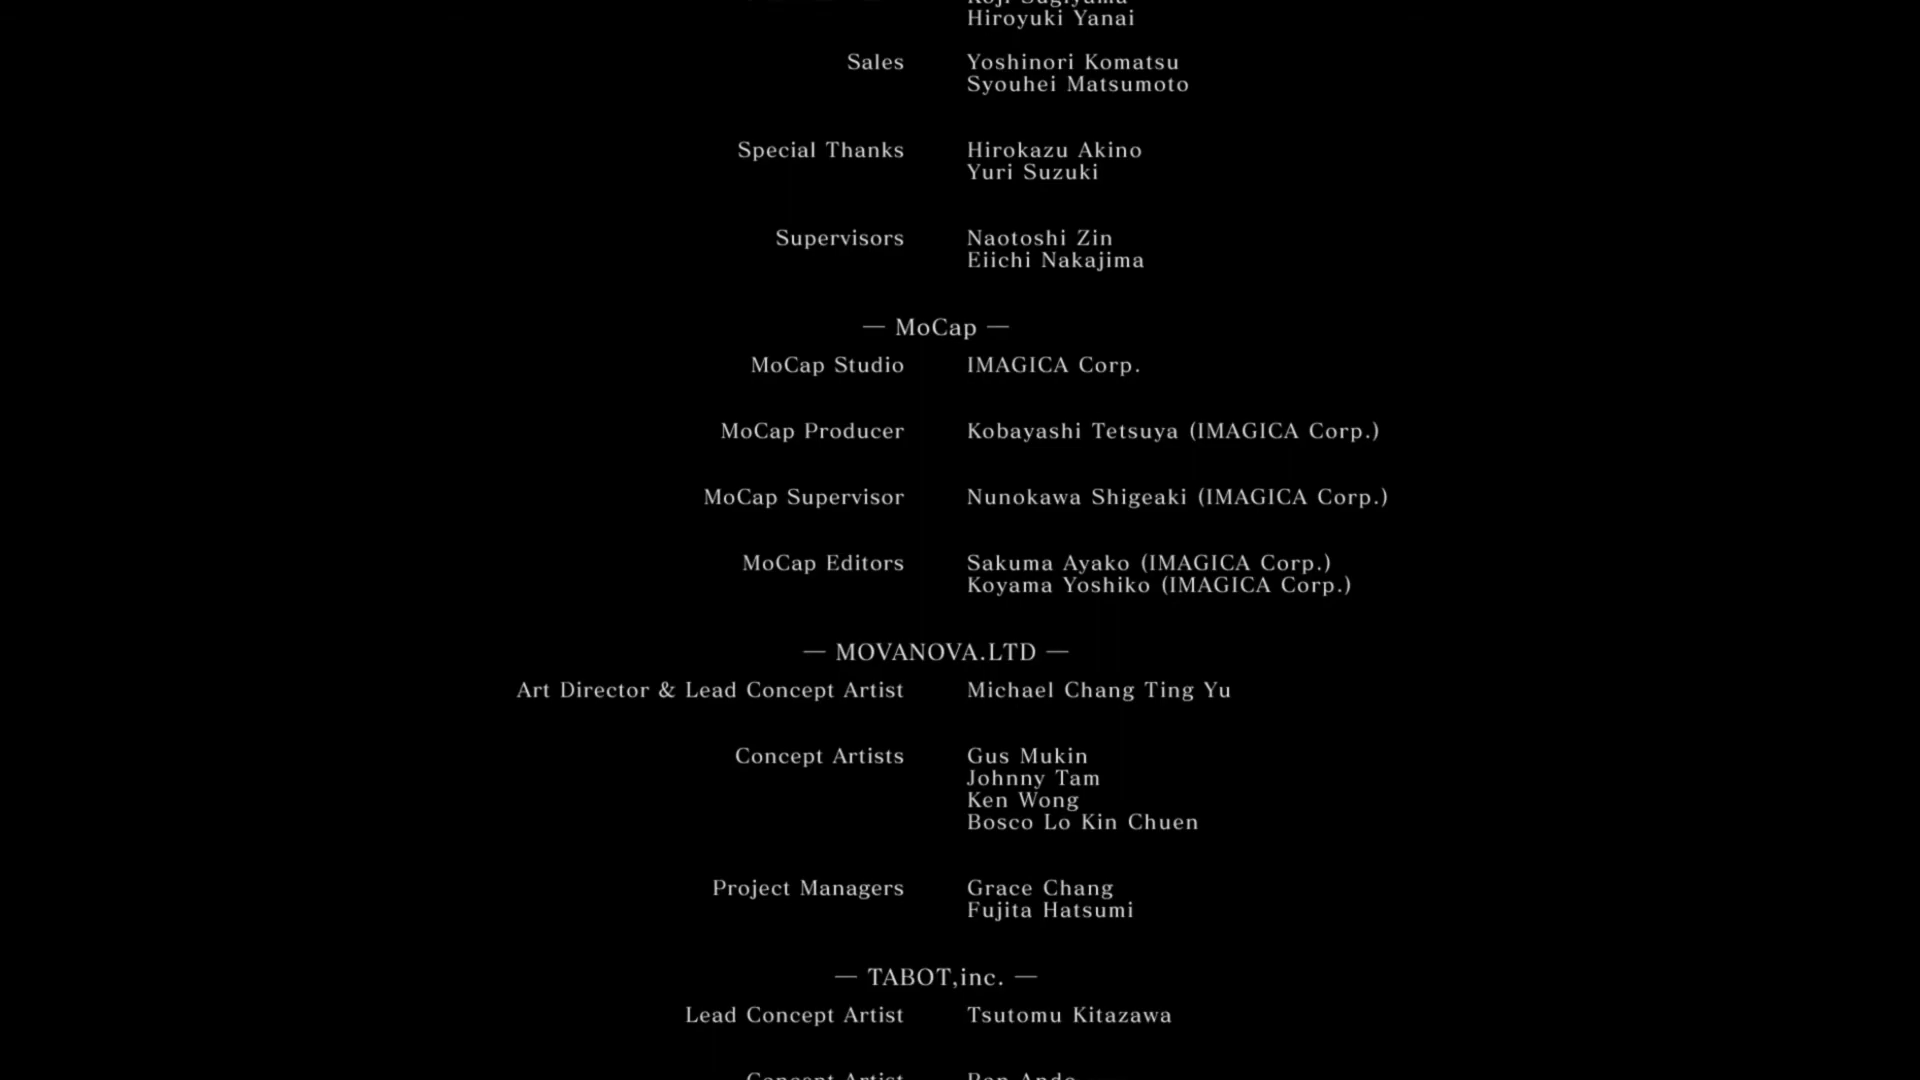 Koji Sugiyama
Hiroyuki Yanai
Sales Yoshinori Komatsu
Syouhei Matsumoto
Special Thanks Hirokazu Akino
Yuri Suzuki
Supervisors Naotoshi Zin
Eiichi Nakajima
— MoCap —
MoCap Studio IMAGICA Corp.
MoCap Producer Kobayashi Tetsuya (IMAGICA Corp.)
MoCap Supervisor Nunokawa Shigeaki (IMAGICA Corp.)
MoCap Editors Sakuma Ayako (IMAGICA Corp.)
Koyama Yoshiko (IMAGICA Corp.)
— MOVANOVA.LTD —
Art Director & Lead Concept Artist Michael Chang Ting Yu
Concept Artists Gus Mukin
Johnny Tam
Ken Wong
Bosco Lo Kin Chuen
Project Managers Grace Chang
Fujita Hatsumi
— TABOT,inc. —
Lead Concept Artist Tsutomu Kitazawa
Concept Artist